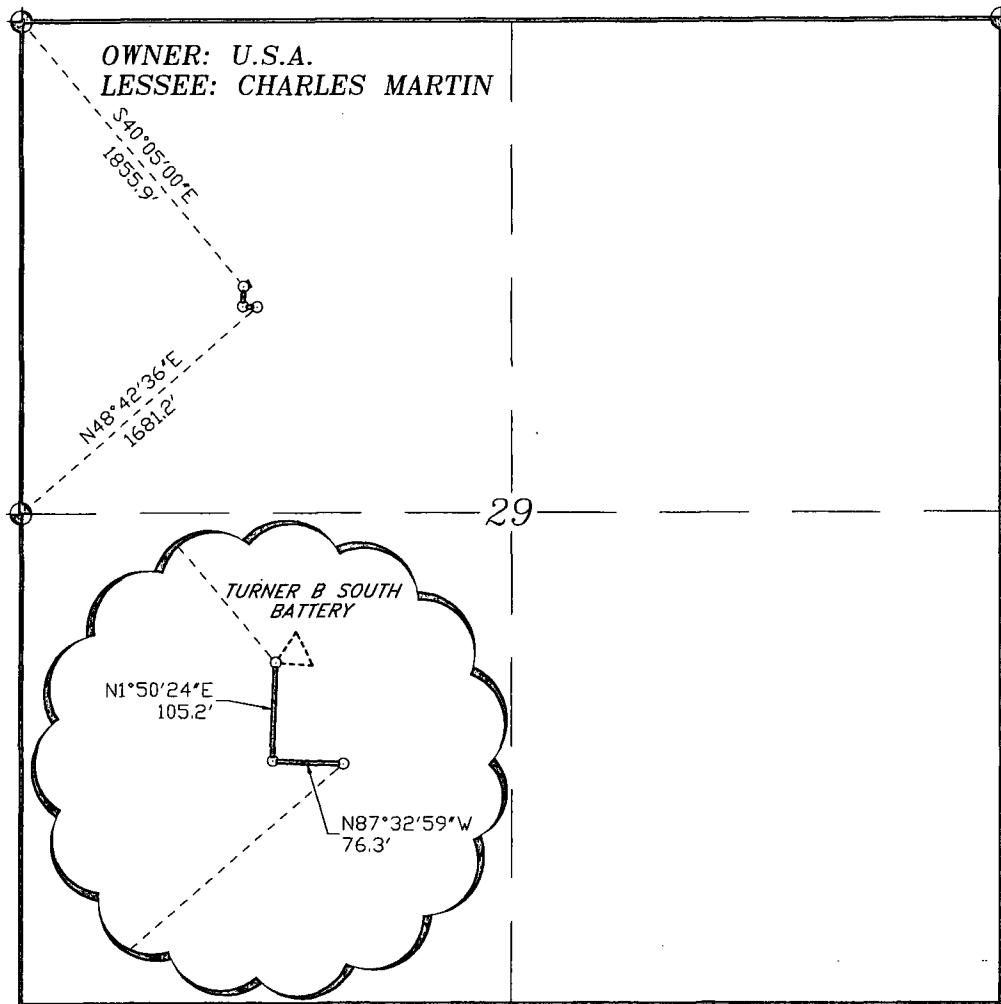 OWNER: U.S.A.
LESSEE: CHARLES MARTIN
S40°05'00"E
1855.9'
N48°42'36"E
1681.2'
29
TURNER B SOUTH
BATTERY
N1°50'24"E
105.2'
N87°32'59"W
76.3'